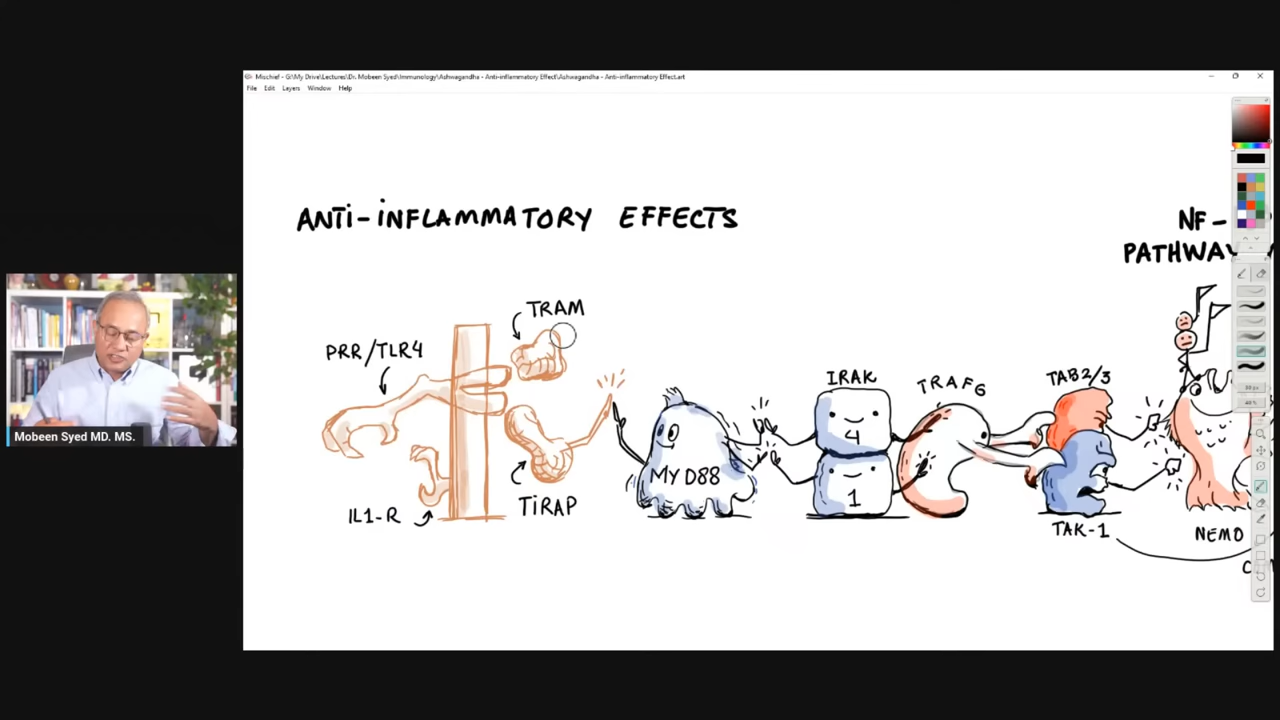 Mischief - G:\My Drive\Lectures\Dr. Mobeen Syed\Immunology\Ashwagandha - Anti-inflammatory Effect\Ashwagandha - Anti-inflammatory Effect.art
File Edit Layers Window Help
ANTI-INFLAMMATORY EFFECTS
NF-
PATHWAY
TRAM
PRR/TLR4
IRAK
TRAF6
TAB2/3
4
MYD88
1
IL1-R
TIRAP
TAK-1
NEMO
Mobeen Syed MD. MS.